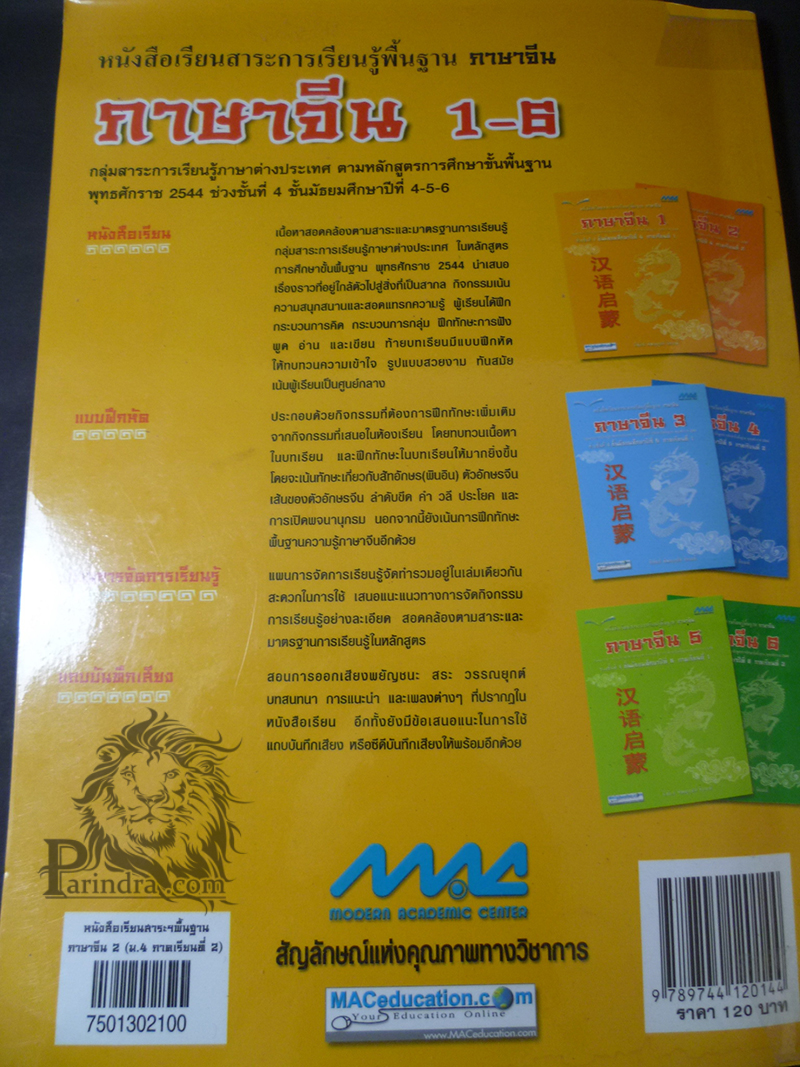 หนังสือเรียนสาระการเรียนรู้พื้นฐาน ภาษาจีน
ภาษาจีน 1-6
กลุ่มสาระการเรียนรู้ภาษาต่างประเทศ ตามหลักสูตรการศึกษาขั้นพื้นฐาน
พุทธศักราช 2544 ช่วงชั้นที่ 4 ชั้นมัธยมศึกษาปีที่ 4-5-6
หนังสือเรียน
เนื้อหาสอดคล้องตามสาระและมาตรฐานการเรียนรู้
กลุ่มสาระการเรียนรู้ภาษาต่างประเทศ ในหลักสูตร
การศึกษาขั้นพื้นฐาน พุทธศักราช 2544 นำเสนอ
เรื่องราวที่อยู่ใกล้ตัวไปสู่สิ่งที่เป็นสากล กิจกรรมเน้น
ความสนุกสนานและสอดแทรกความรู้ ผู้เรียนได้ฝึก
กระบวนการคิด กระบวนการกลุ่ม ฝึกทักษะการฟัง
พูด อ่าน และเขียน ท้ายบทเรียนมีแบบฝึกหัด
ให้ทบทวนความเข้าใจ รูปแบบสวยงาม ทันสมัย
เน้นผู้เรียนเป็นศูนย์กลาง
แบบฝึกหัด
ประกอบด้วยกิจกรรมที่ต้องการฝึกทักษะเพิ่มเติม
จากกิจกรรมที่เสนอในห้องเรียน โดยทบทวนเนื้อหา
ในบทเรียน และฝึกทักษะในบทเรียนให้มากยิ่งขึ้น
โดยจะเน้นทักษะเกี่ยวกับสัทอักษร(พินอิน) ตัวอักษรจีน
เส้นของตัวอักษรจีน ลำดับขีด คำ วลี ประโยค และ
การเปิดพจนานุกรม นอกจากนี้ยังเน้นการฝึกทักษะ
พื้นฐานความรู้ภาษาจีนอีกด้วย
การจัดการเรียนรู้
แผนการจัดการเรียนรู้จัดทำรวมอยู่ในเล่มเดียวกัน
สะดวกในการใช้ เสนอแนะแนวทางการจัดกิจกรรม
การเรียนรู้อย่างละเอียด สอดคล้องตามสาระและ
มาตรฐานการเรียนรู้ในหลักสูตร
แถบบันทึกเสียง
สอนการออกเสียงพยัญชนะ สระ วรรณยุกต์
บทสนทนา การแนะนำ และเพลงต่างๆ ที่ปรากฏใน
หนังสือเรียน อีกทั้งยังมีข้อเสนอแนะในการใช้
แถบบันทึกเสียง หรือซีดีบันทึกเสียงให้พร้อมอีกด้วย
MAC
ภาษาจีน 1
汉语启蒙
MAC
2
MAC
ภาษาจีน 3
汉语启蒙
MAC
จีน 4
MAC
ภาษาจีน 5
汉语启蒙
MAC
จีน 6
Parindra.com
MAC
MODERN ACADEMIC CENTER
สัญลักษณ์แห่งคุณภาพทางวิชาการ
MACeducation.com
Your Education Online
www.MACeducation.com
หนังสือเรียนสาระฯพื้นฐาน
ภาษาจีน 2 (ม.4 ภาคเรียนที่ 2)
7501302100
9 789744 120144
ราคา 120 บาท